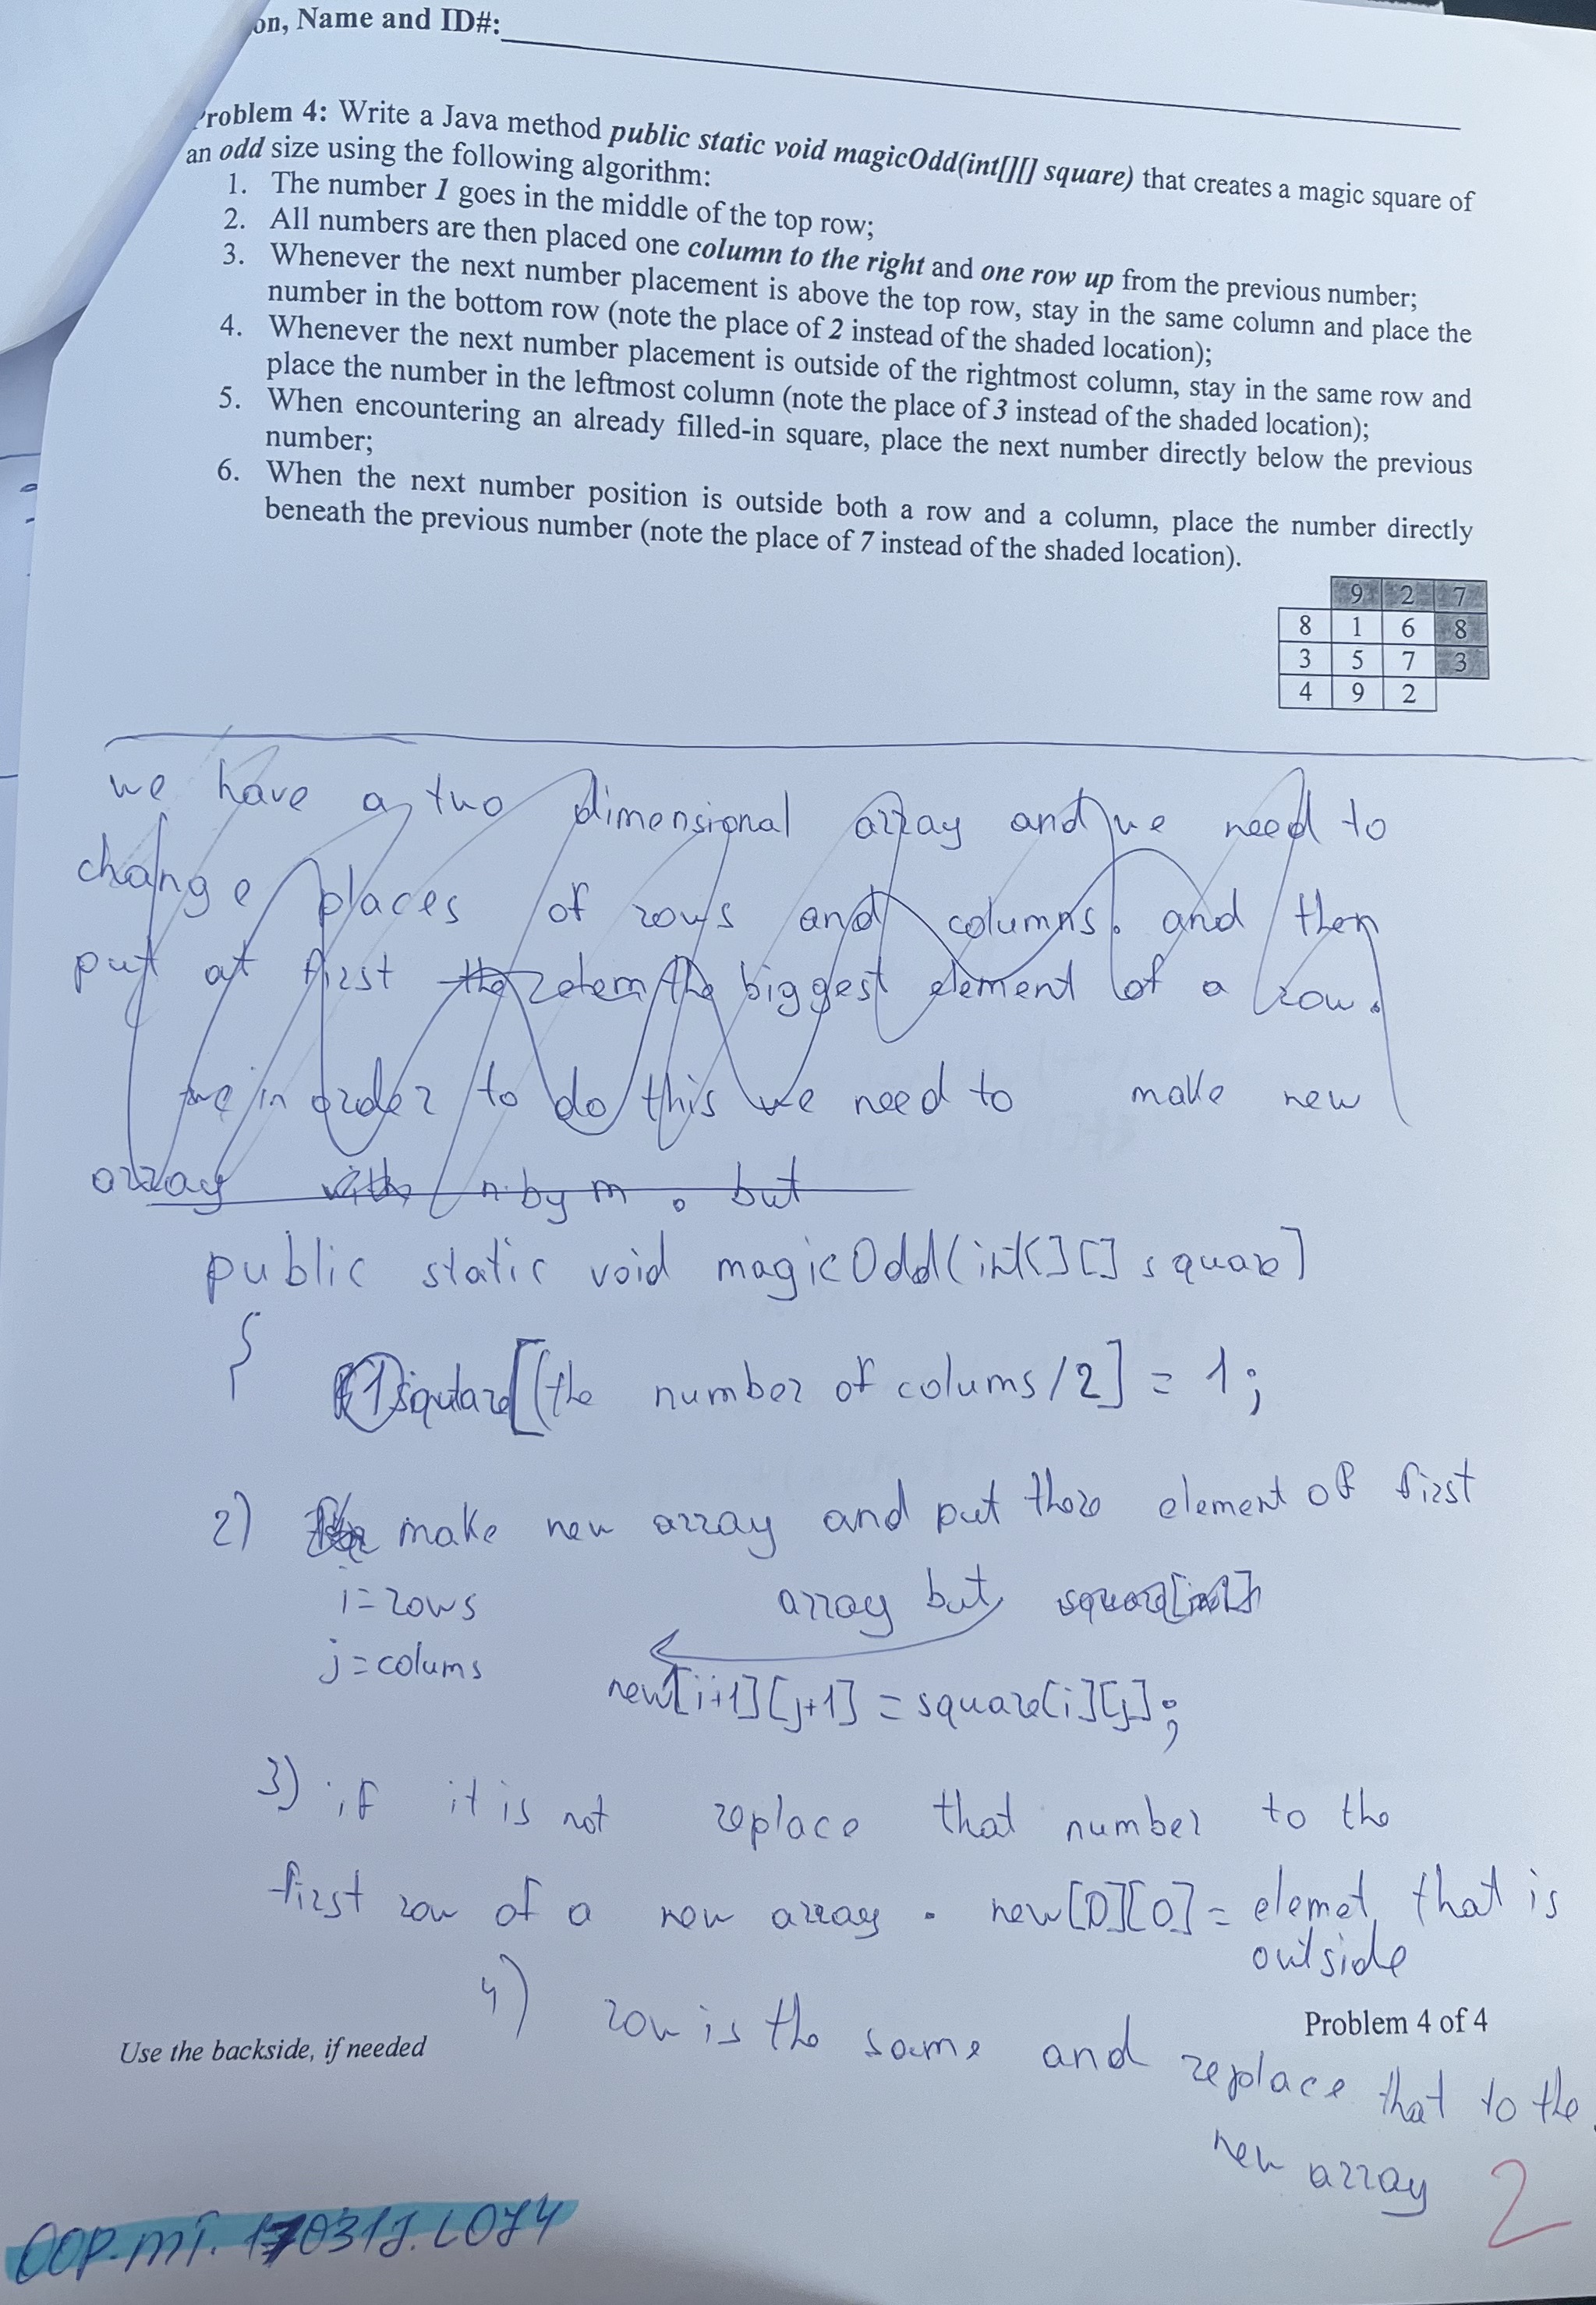 on, Name and ID#:
Problem 4: Write a Java method public static void magicOdd(int[][] square) that creates a magic square of
an odd size using the following algorithm:
1. The number 1 goes in the middle of the top row;
2. All numbers are then placed one column to the right and one row up from the previous number;
3. Whenever the next number placement is above the top row, stay in the same column and place the
number in the bottom row (note the place of 2 instead of the shaded location);
4. Whenever the next number placement is outside of the rightmost column, stay in the same row and
place the number in the leftmost column (note the place of 3 instead of the shaded location);
5. When encountering an already filled-in square, place the next number directly below the previous
number;
6. When the next number position is outside both a row and a column, place the number directly
beneath the previous number (note the place of 7 instead of the shaded location).
9 2 7
8 1 6 8
3 5 7 3
4 9 2
we have a two dimensional array and we need to
change places of rows and columns. and then
put at first the biggest element of a row.
in order to do this we need to make new
array with n by m. but
public static void magicOdd(int[][] square]
{
1) square[(the number of colums/2] = 1;
2) make new array and put there element of first
i=rows array but
j=colums
new[i+1][j+1] = square[i][j];
3) if it is not replace that number to the
first row of a new array. new[0][0] = elemet that is
outside
4) row is the same and replace that to the
new array
Problem 4 of 4
Use the backside, if needed
2
OOP.MT.170317.L074